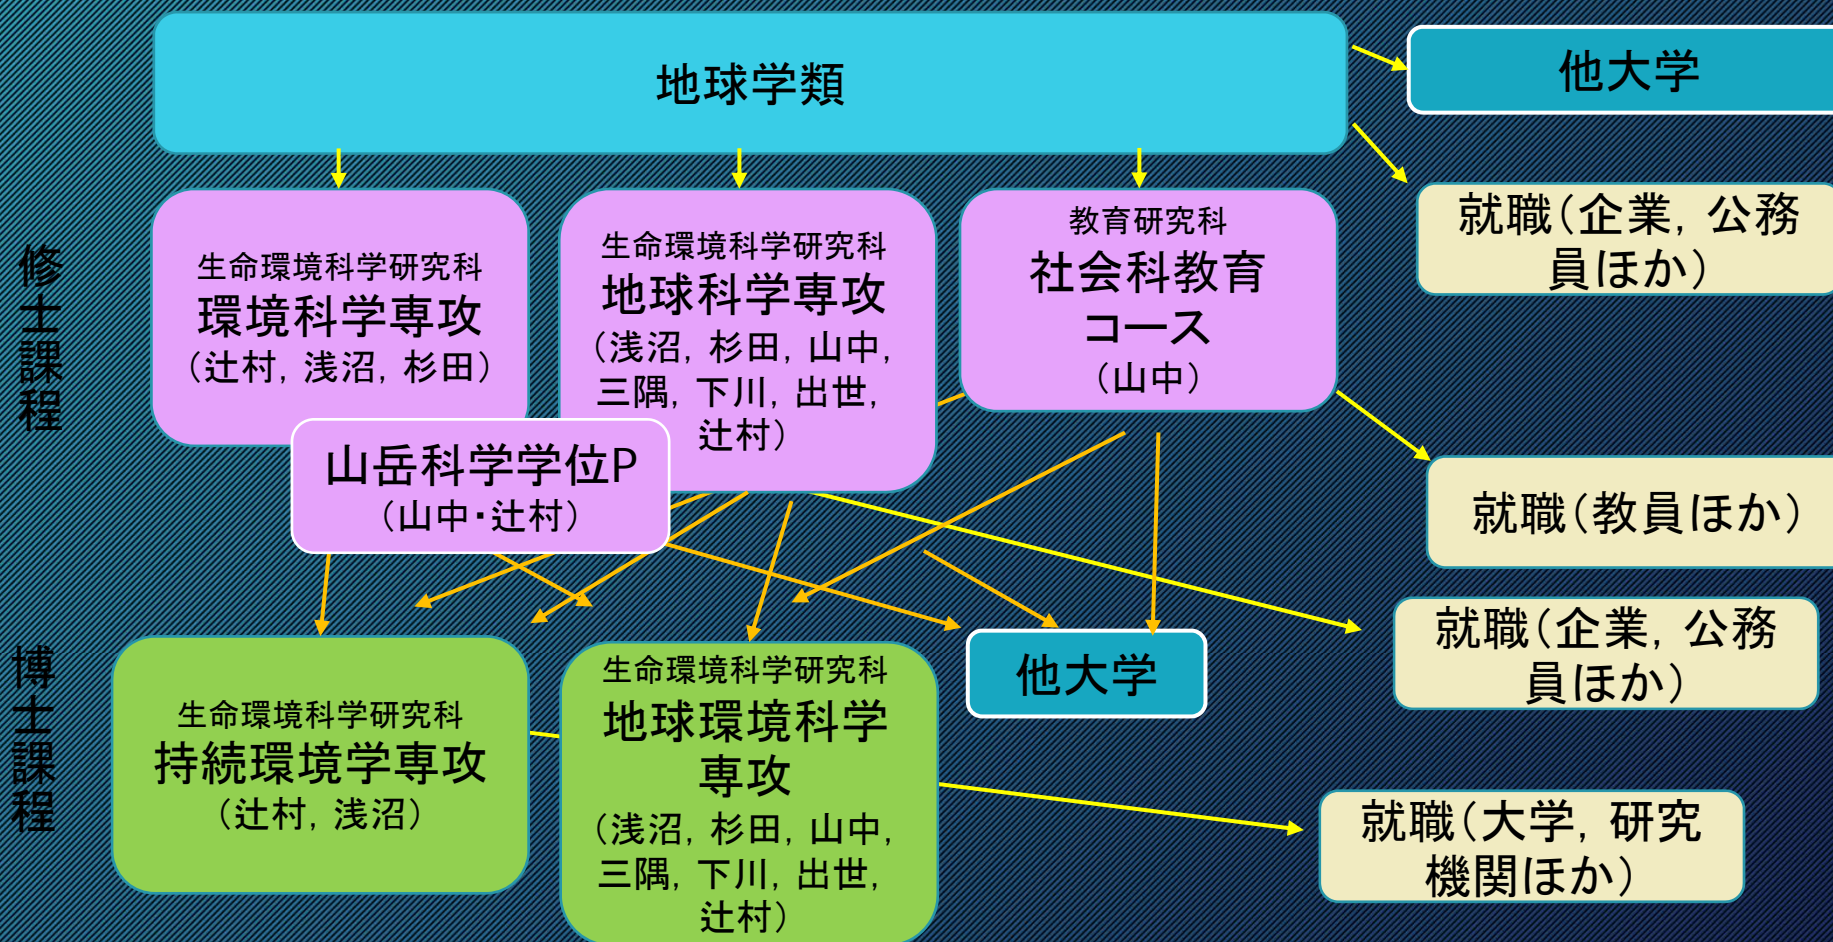 地球学類
他大学
修士課程
生命環境科学研究科
環境科学専攻
（辻村，浅沼，杉田）
生命環境科学研究科
地球科学専攻
（浅沼，杉田，山中，
三隅，下川，出世，
辻村）
教育研究科
社会科教育
コース
（山中）
就職（企業，公務
員ほか）
山岳科学学位P
（山中・辻村）
就職（教員ほか）
就職（企業，公務
員ほか）
博士課程
生命環境科学研究科
持続環境学専攻
（辻村，浅沼）
生命環境科学研究科
地球環境科学
専攻
（浅沼，杉田，山中，
三隅，下川，出世，
辻村）
他大学
就職（大学，研究
機関ほか）